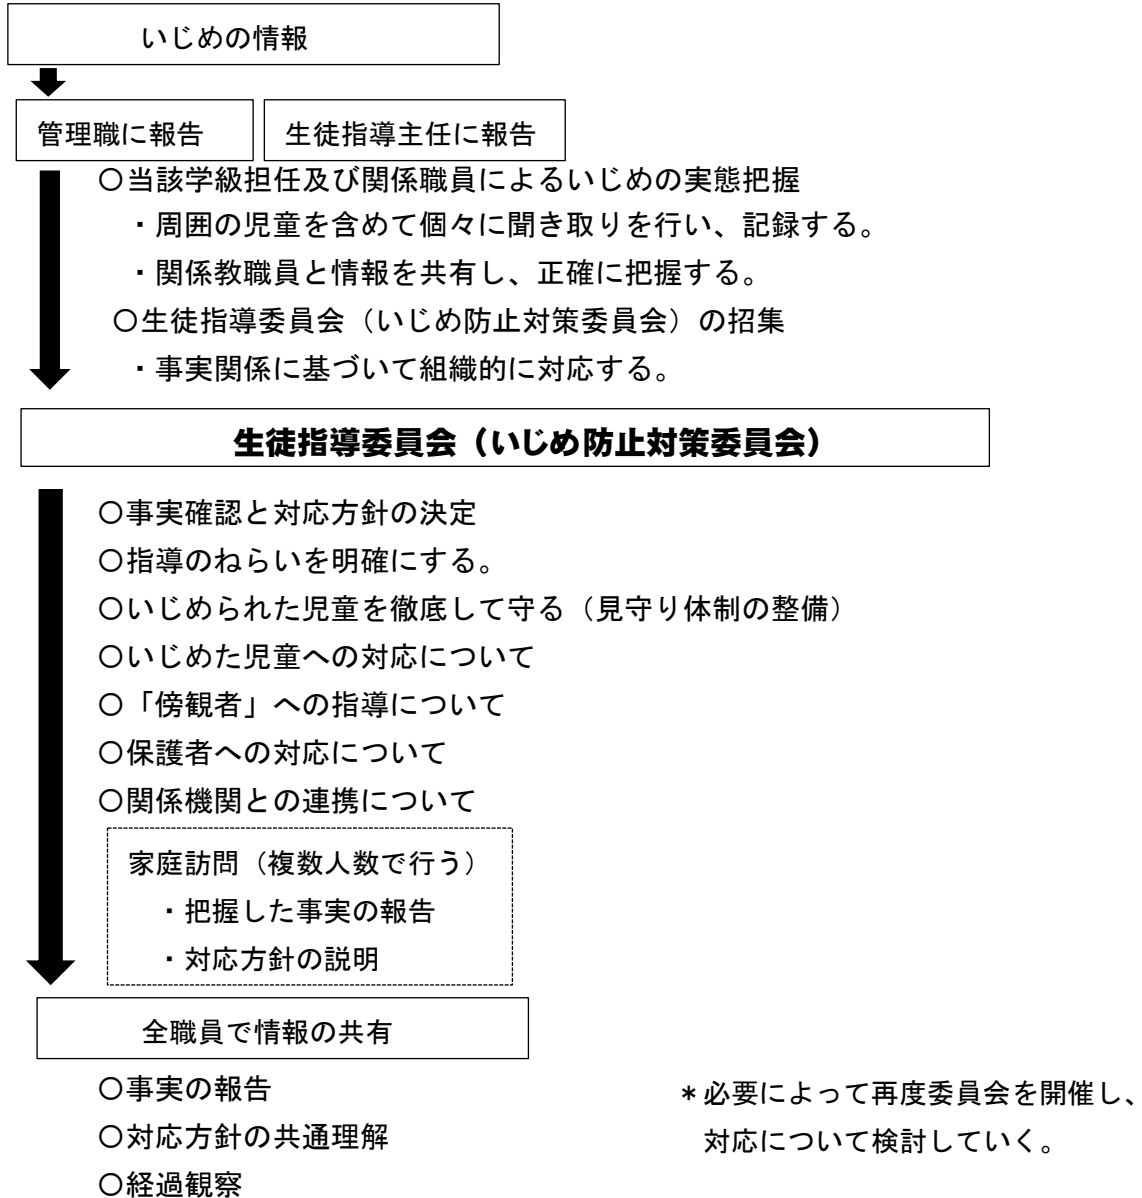 いじめの情報
管理職に報告
生徒指導主任に報告
〇当該学級担任及び関係職員によるいじめの実態把握
・周囲の児童を含めて個々に聞き取りを行い、記録する。
・関係教職員と情報を共有し、正確に把握する。
〇生徒指導委員会（いじめ防止対策委員会）の招集
・事実関係に基づいて組織的に対応する。
生徒指導委員会（いじめ防止対策委員会）
〇事実確認と対応方針の決定
〇指導のねらいを明確にする。
〇いじめられた児童を徹底して守る（見守り体制の整備）
〇いじめた児童への対応について
〇「傍観者」への指導について
〇保護者への対応について
〇関係機関との連携について
家庭訪問（複数人数で行う）
・把握した事実の報告
・対応方針の説明
全職員で情報の共有
〇事実の報告
〇対応方針の共通理解
〇経過観察
＊必要によって再度委員会を開催し、
対応について検討していく。